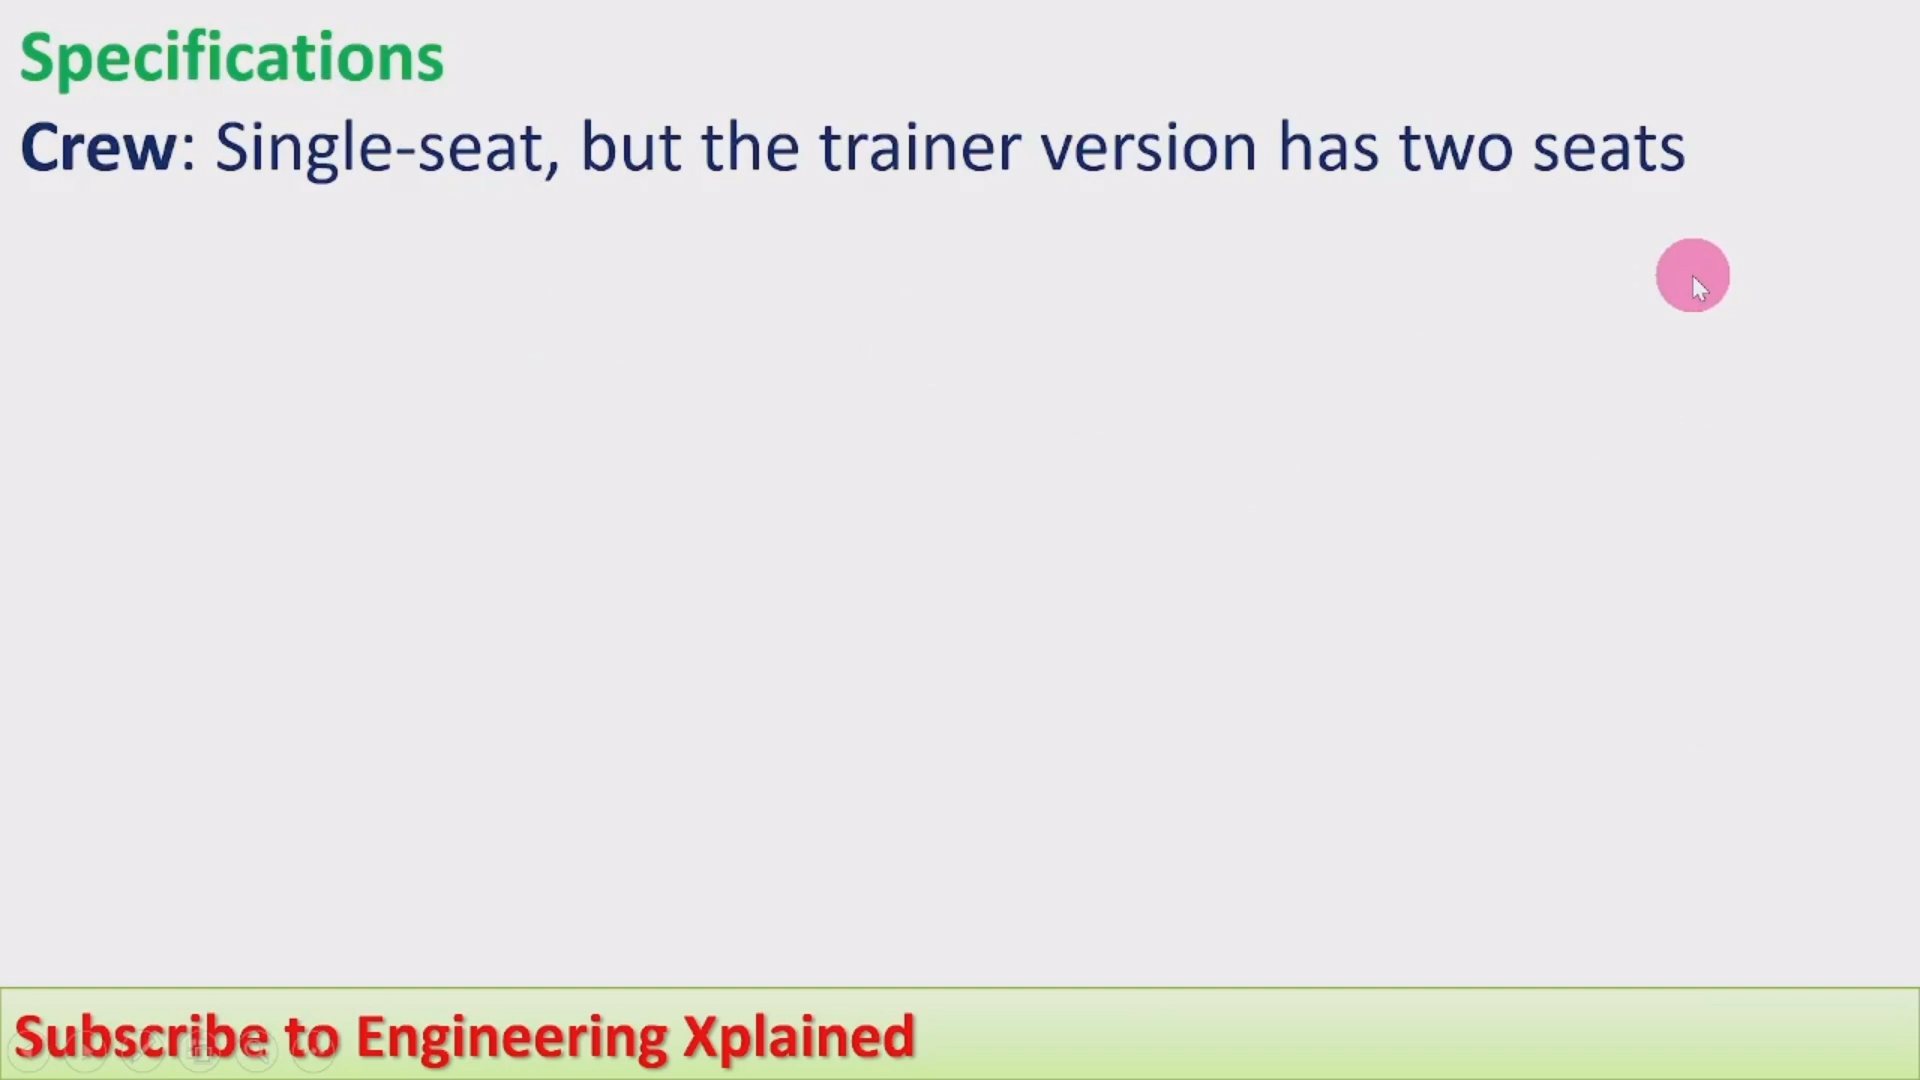 Specifications
Crew: Single-seat, but the trainer version has two seats
Subscribe to Engineering Xplained